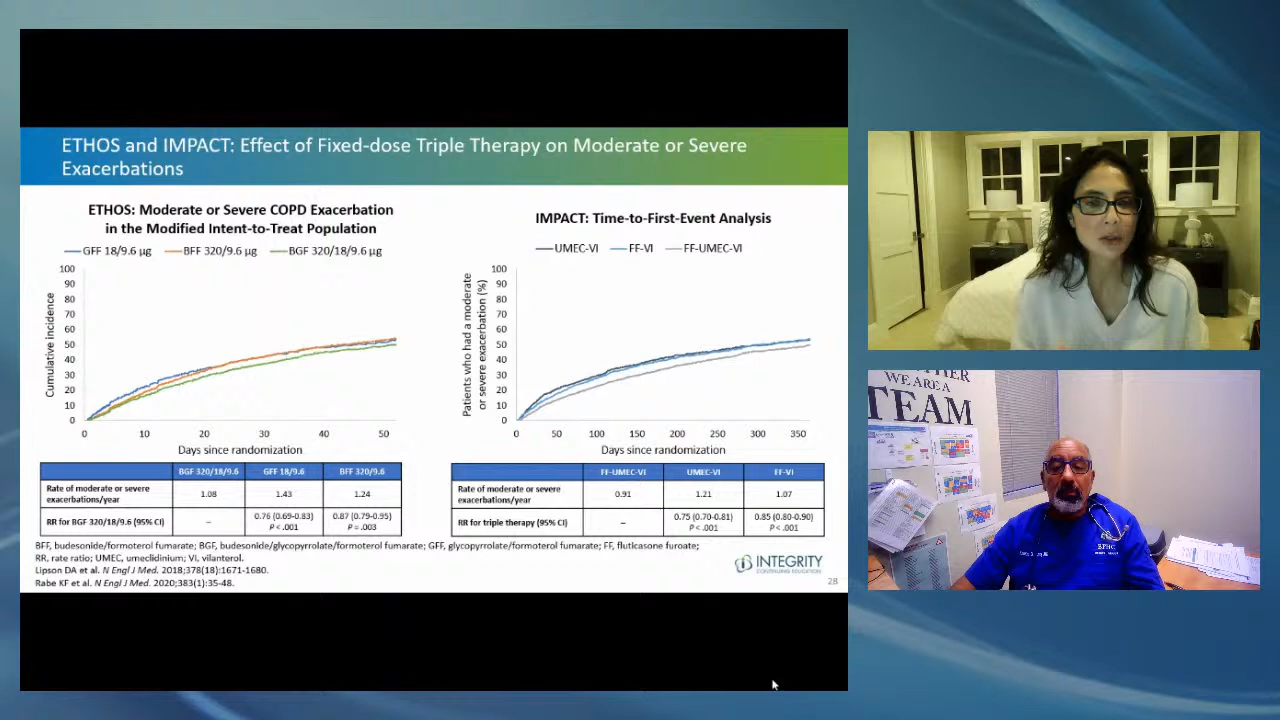 ETHOS and IMPACT: Effect of Fixed-dose Triple Therapy on Moderate or Severe
Exacerbations
ETHOS: Moderate or Severe COPD Exacerbation
in the Modified Intent-to-Treat Population
GFF 18/9.6 µg BFF 320/9.6 µg BGF 320/18/9.6 µg
Cumulative incidence
100
90
80
70
60
50
40
30
20
10
0
0 10 20 30 40 50
Days since randomization
BGF 320/18/9.6 GFF 18/9.6 BFF 320/9.6
Rate of moderate or severe
exacerbations/year
1.08 1.43 1.24
RR for BGF 320/18/9.6 (95% CI) – 0.76 (0.69-0.83) 0.87 (0.79-0.95)
P < .001 P = .003
IMPACT: Time-to-First-Event Analysis
UMEC-VI FF-VI FF-UMEC-VI
Patients who had a moderate
or severe exacerbation (%)
100
90
80
70
60
50
40
30
20
10
0
0 50 100 150 200 250 300 350
Days since randomization
FF-UMEC-VI UMEC-VI FF-VI
Rate of moderate or severe
exacerbations/year
0.91 1.21 1.07
RR for triple therapy (95% CI) – 0.75 (0.70-0.81) 0.85 (0.80-0.90)
P < .001 P < .001
BFF, budesonide/formoterol fumarate; BGF, budesonide/glycopyrrolate/formoterol fumarate; GFF, glycopyrrolate/formoterol fumarate; FF, fluticasone furoate;
RR, rate ratio; UMEC, umeclidinium; VI, vilanterol.
Lipson DA et al. N Engl J Med. 2018;378(18):1671-1680.
Rabe KF et al. N Engl J Med. 2020;383(1):35-48.
INTEGRITY
CONTINUING EDUCATION
28
WE ARE A
TEAM
BPHC